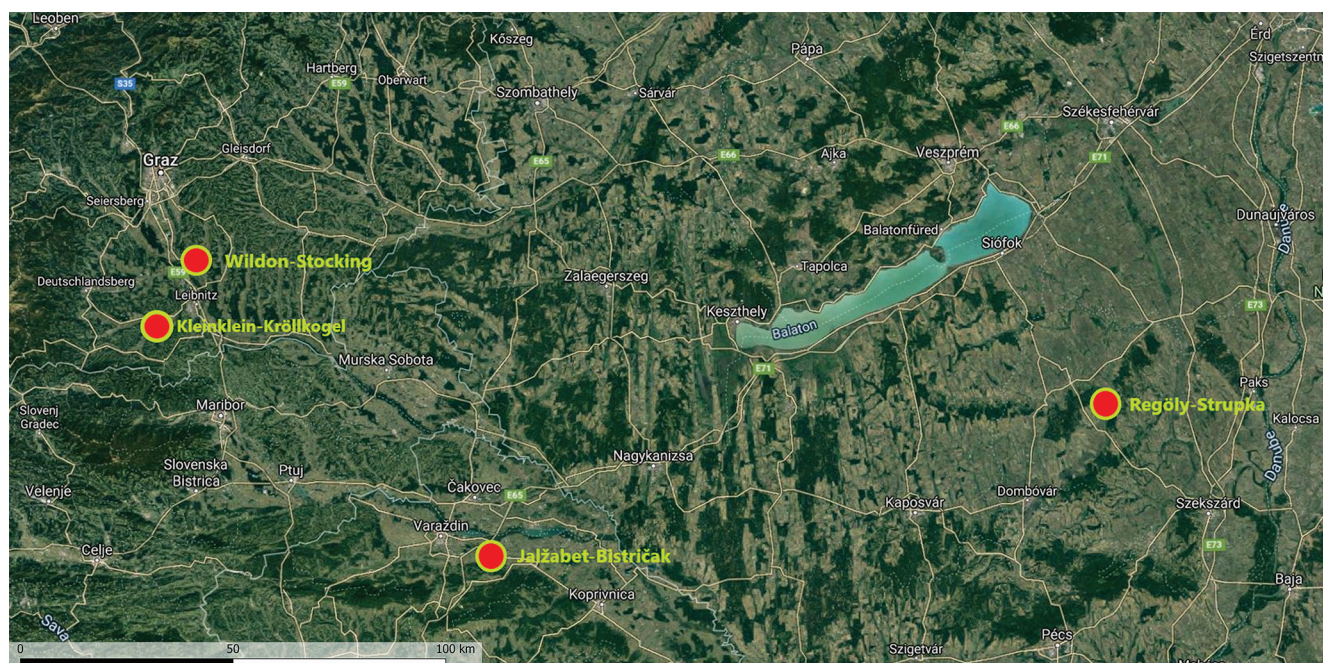 Leoben
Kőszeg
Pápa
Érd
Szigetszentm
Hartberg
E59
Oberwart
S35
Szombathely
Sárvár
Székesfehérvár
E66
Graz
Gleisdorf
E65
E66
Ajka
Veszprém
E71
Seiersberg
Dunaújváros
Balatonfüred
Siófok
Danube
Wildon-Stocking
E59
Tapolca
Deutschlandsberg
Leibnitz
Zalaegerszeg
N
E73
Keszthely
Balaton
Kleinklein-Kröllkogel
Murska Sobota
E71
Paks
Regöly-Strupka
Slovenj
Gradec
Maribor
Kalocsa
Danube
Nagykanizsa
Slovenska
Bistrica
Ptuj
Velenje
Čakovec
E65
Dombóvár
Kaposvár
Szekszárd
Varaždin
Celje
Jalžabet-Bistričak
E73
Koprivnica
Baja
Sava
Szigetvár
Pécs
0
50
100 km